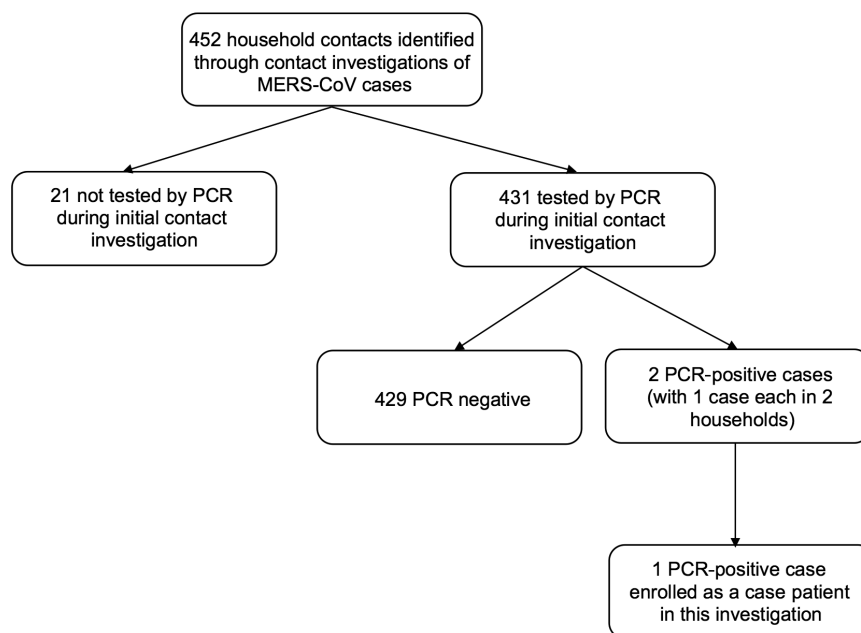 452 household contacts identified
through contact investigations of
MERS-CoV cases
21 not tested by PCR
during initial contact
investigation
431 tested by PCR
during initial contact
investigation
429 PCR negative
2 PCR-positive cases
(with 1 case each in 2
households)
1 PCR-positive case
enrolled as a case patient
in this investigation